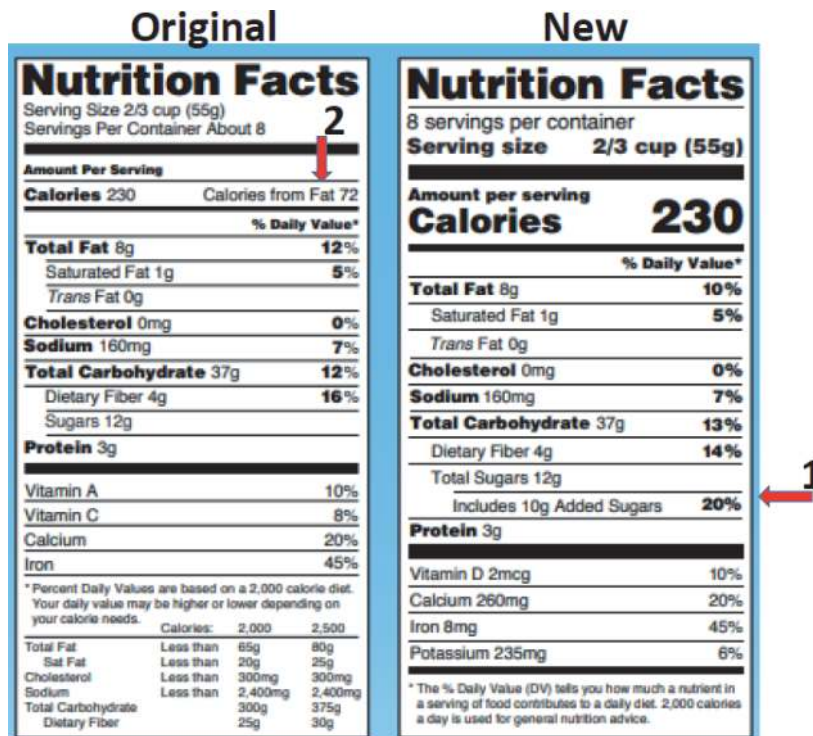 Original
New
Nutrition Facts
Serving Size 2/3 cup (55g)
Servings Per Container About 8
2
Amount Per Serving
Calories 230 Calories from Fat 72
% Daily Value*
Total Fat 8g 12%
Saturated Fat 1g 5%
Trans Fat 0g
Cholesterol 0mg 0%
Sodium 160mg 7%
Total Carbohydrate 37g 12%
Dietary Fiber 4g 16%
Sugars 12g
Protein 3g
Vitamin A 10%
Vitamin C 8%
Calcium 20%
Iron 45%
* Percent Daily Values are based on a 2,000 calorie diet.
Your daily value may be higher or lower depending on
your calorie needs.
Calories: 2,000 2,500
Total Fat Less than 65g 80g
Sat Fat Less than 20g 25g
Cholesterol Less than 300mg 300mg
Sodium Less than 2,400mg 2,400mg
Total Carbohydrate 300g 375g
Dietary Fiber 25g 30g
Nutrition Facts
8 servings per container
Serving size 2/3 cup (55g)
Amount per serving
Calories 230
% Daily Value*
Total Fat 8g 10%
Saturated Fat 1g 5%
Trans Fat 0g
Cholesterol 0mg 0%
Sodium 160mg 7%
Total Carbohydrate 37g 13%
Dietary Fiber 4g 14%
Total Sugars 12g
Includes 10g Added Sugars 20%
1
Protein 3g
Vitamin D 2mcg 10%
Calcium 260mg 20%
Iron 8mg 45%
Potassium 235mg 6%
* The % Daily Value (DV) tells you how much a nutrient in
a serving of food contributes to a daily diet. 2,000 calories
a day is used for general nutrition advice.